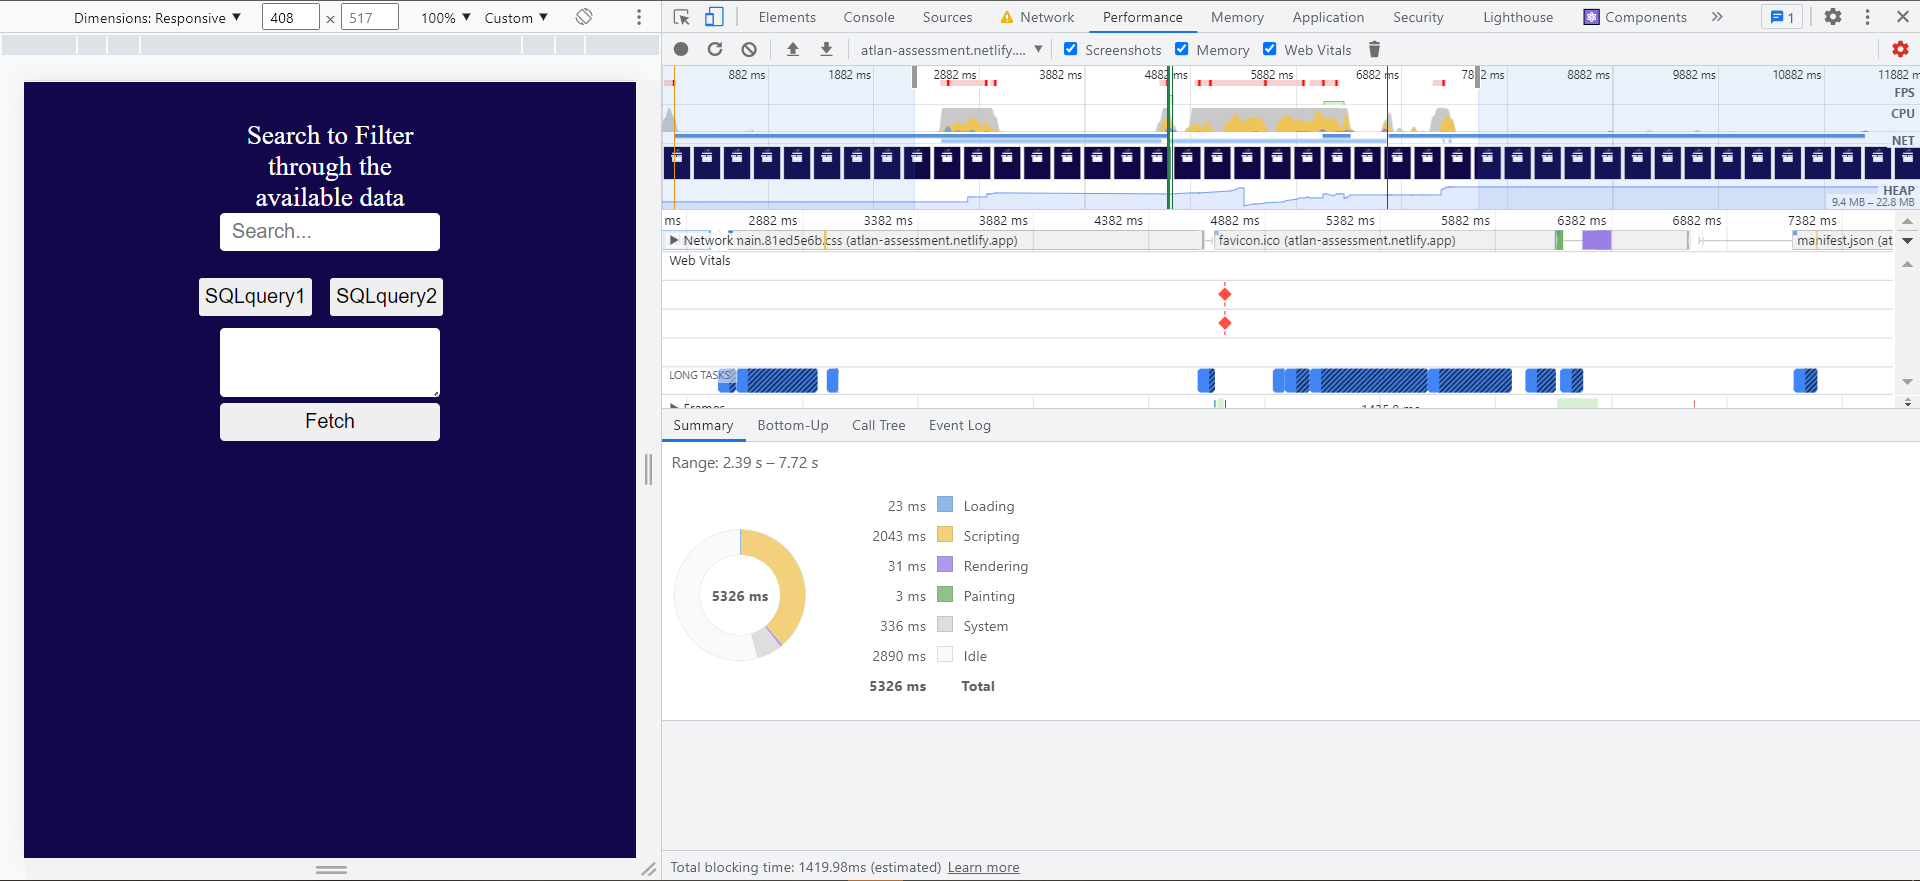 Dimensions: Responsive ▼ 408 × 517 100% ▼ Custom ▼
Search to Filter
through the
available data
Search...
SQLquery1 SQLquery2
Fetch
Elements Console Sources Network Performance Memory Application Security Lighthouse Components » 1
atlan-assessment.netlify.... ▼ Screenshots Memory Web Vitals
882 ms 1882 ms 2882 ms 3882 ms 4882 ms 5882 ms 6882 ms 7882 ms 8882 ms 9882 ms 10882 ms 11882 m
FPS
CPU
NET
HEAP
9.4 MB – 22.8 MB
ms 2882 ms 3382 ms 3882 ms 4382 ms 4882 ms 5382 ms 5882 ms 6382 ms 6882 ms 7382 ms
Network main.81ed5e6b.css (atlan-assessment.netlify.app) favicon.ico (atlan-assessment.netlify.app) manifest.json (at
Web Vitals
LONG TASKS
Frames
Summary Bottom-Up Call Tree Event Log
Range: 2.39 s – 7.72 s
23 ms Loading
2043 ms Scripting
31 ms Rendering
5326 ms
3 ms Painting
336 ms System
2890 ms Idle
5326 ms Total
Total blocking time: 1419.98ms (estimated) Learn more